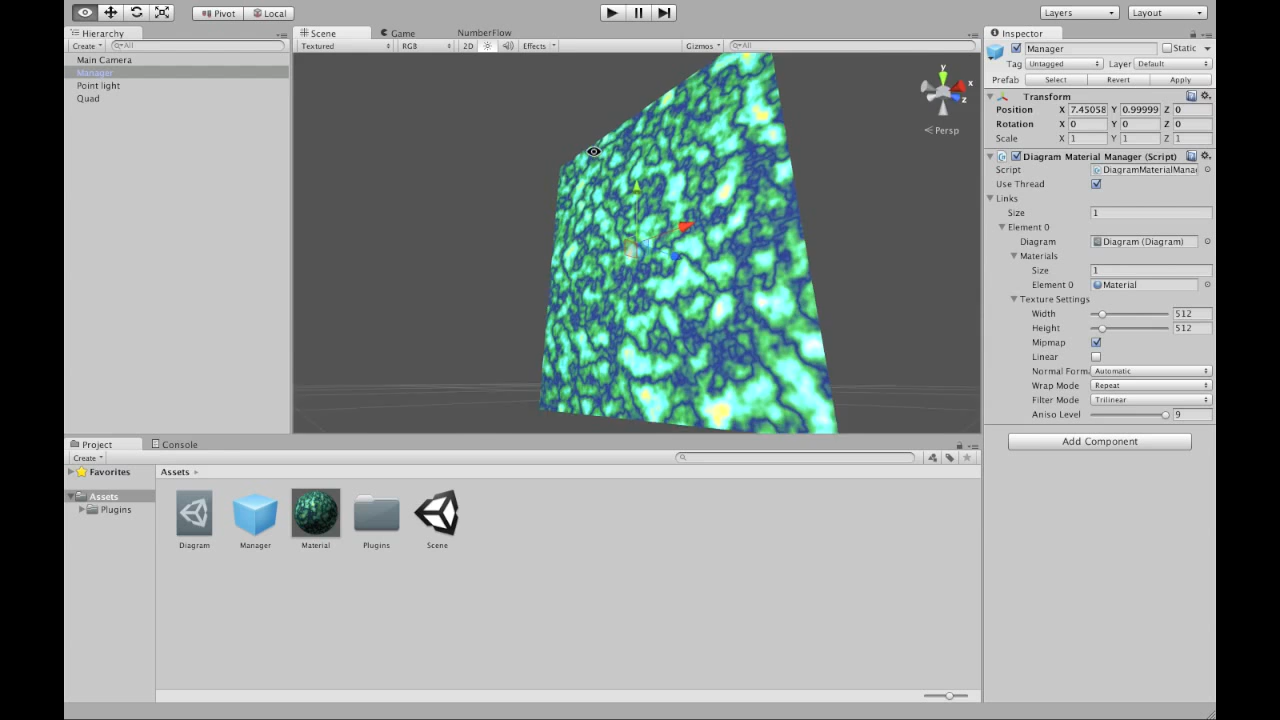 Pivot Local Layers Layout
Hierarchy
Create All
Main Camera
Manager
Point light
Quad
Scene Game NumberFlow
Textured RGB 2D Effects Gizmos All
y
x
z
Persp
Inspector
Manager Static
Tag Untagged Layer Default
Prefab Select Revert Apply
Transform
Position X 7.45058 Y 0.99999 Z 0
Rotation X 0 Y 0 Z 0
Scale X 1 Y 1 Z 1
Diagram Material Manager (Script)
Script DiagramMaterialMana
Use Thread
Links
Size 1
Element 0
Diagram Diagram (Diagram)
Materials
Size 1
Element 0 Material
Texture Settings
Width 512
Height 512
Mipmap
Linear
Normal Forma Automatic
Wrap Mode Repeat
Filter Mode Trilinear
Aniso Level 9
Add Component
Project Console
Create
Favorites
Assets
Plugins
Assets
Diagram Manager Material Plugins Scene